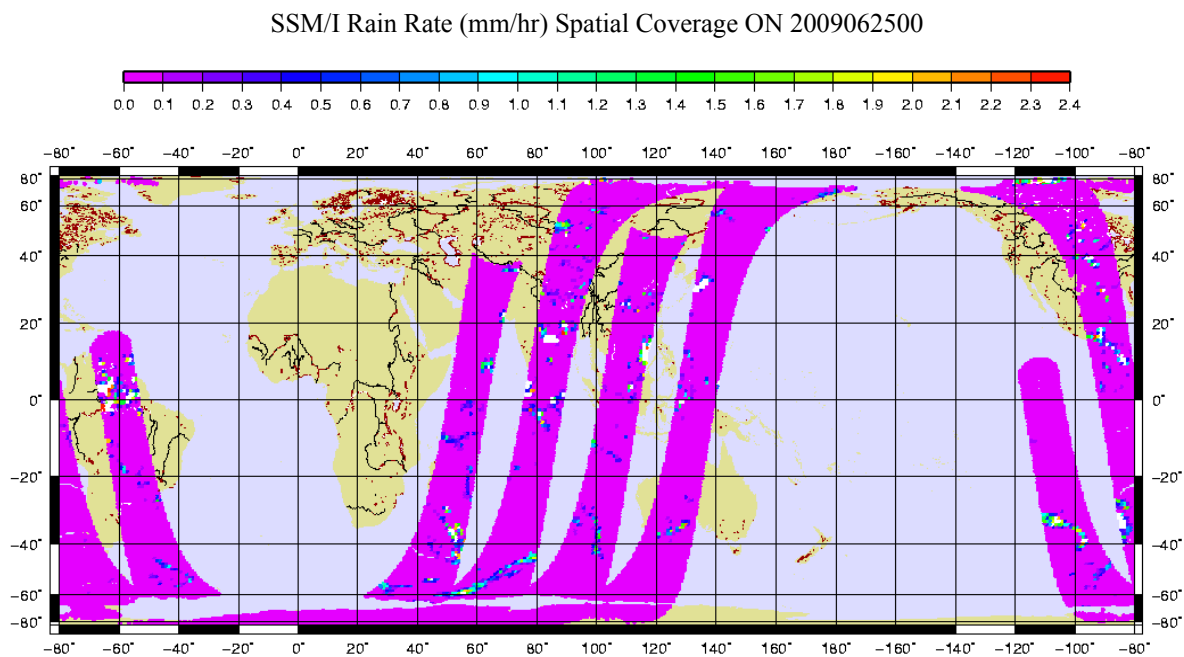 SSM/I Rain Rate (mm/hr) Spatial Coverage ON 2009062500
0.0 0.1 0.2 0.3 0.4 0.5 0.6 0.7 0.8 0.9 1.0 1.1 1.2 1.3 1.4 1.5 1.6 1.7 1.8 1.9 2.0 2.1 2.2 2.3 2.4
−80° −60° −40° −20° 0° 20° 40° 60° 80° 100° 120° 140° 160° 180° −160° −140° −120° −100° −80°
80° 80°
60° 60°
40° 40°
20° 20°
0° 0°
−20° −20°
−40° −40°
−60° −60°
−80° −80°
−80° −60° −40° −20° 0° 20° 40° 60° 80° 100° 120° 140° 160° 180° −160° −140° −120° −100° −80°